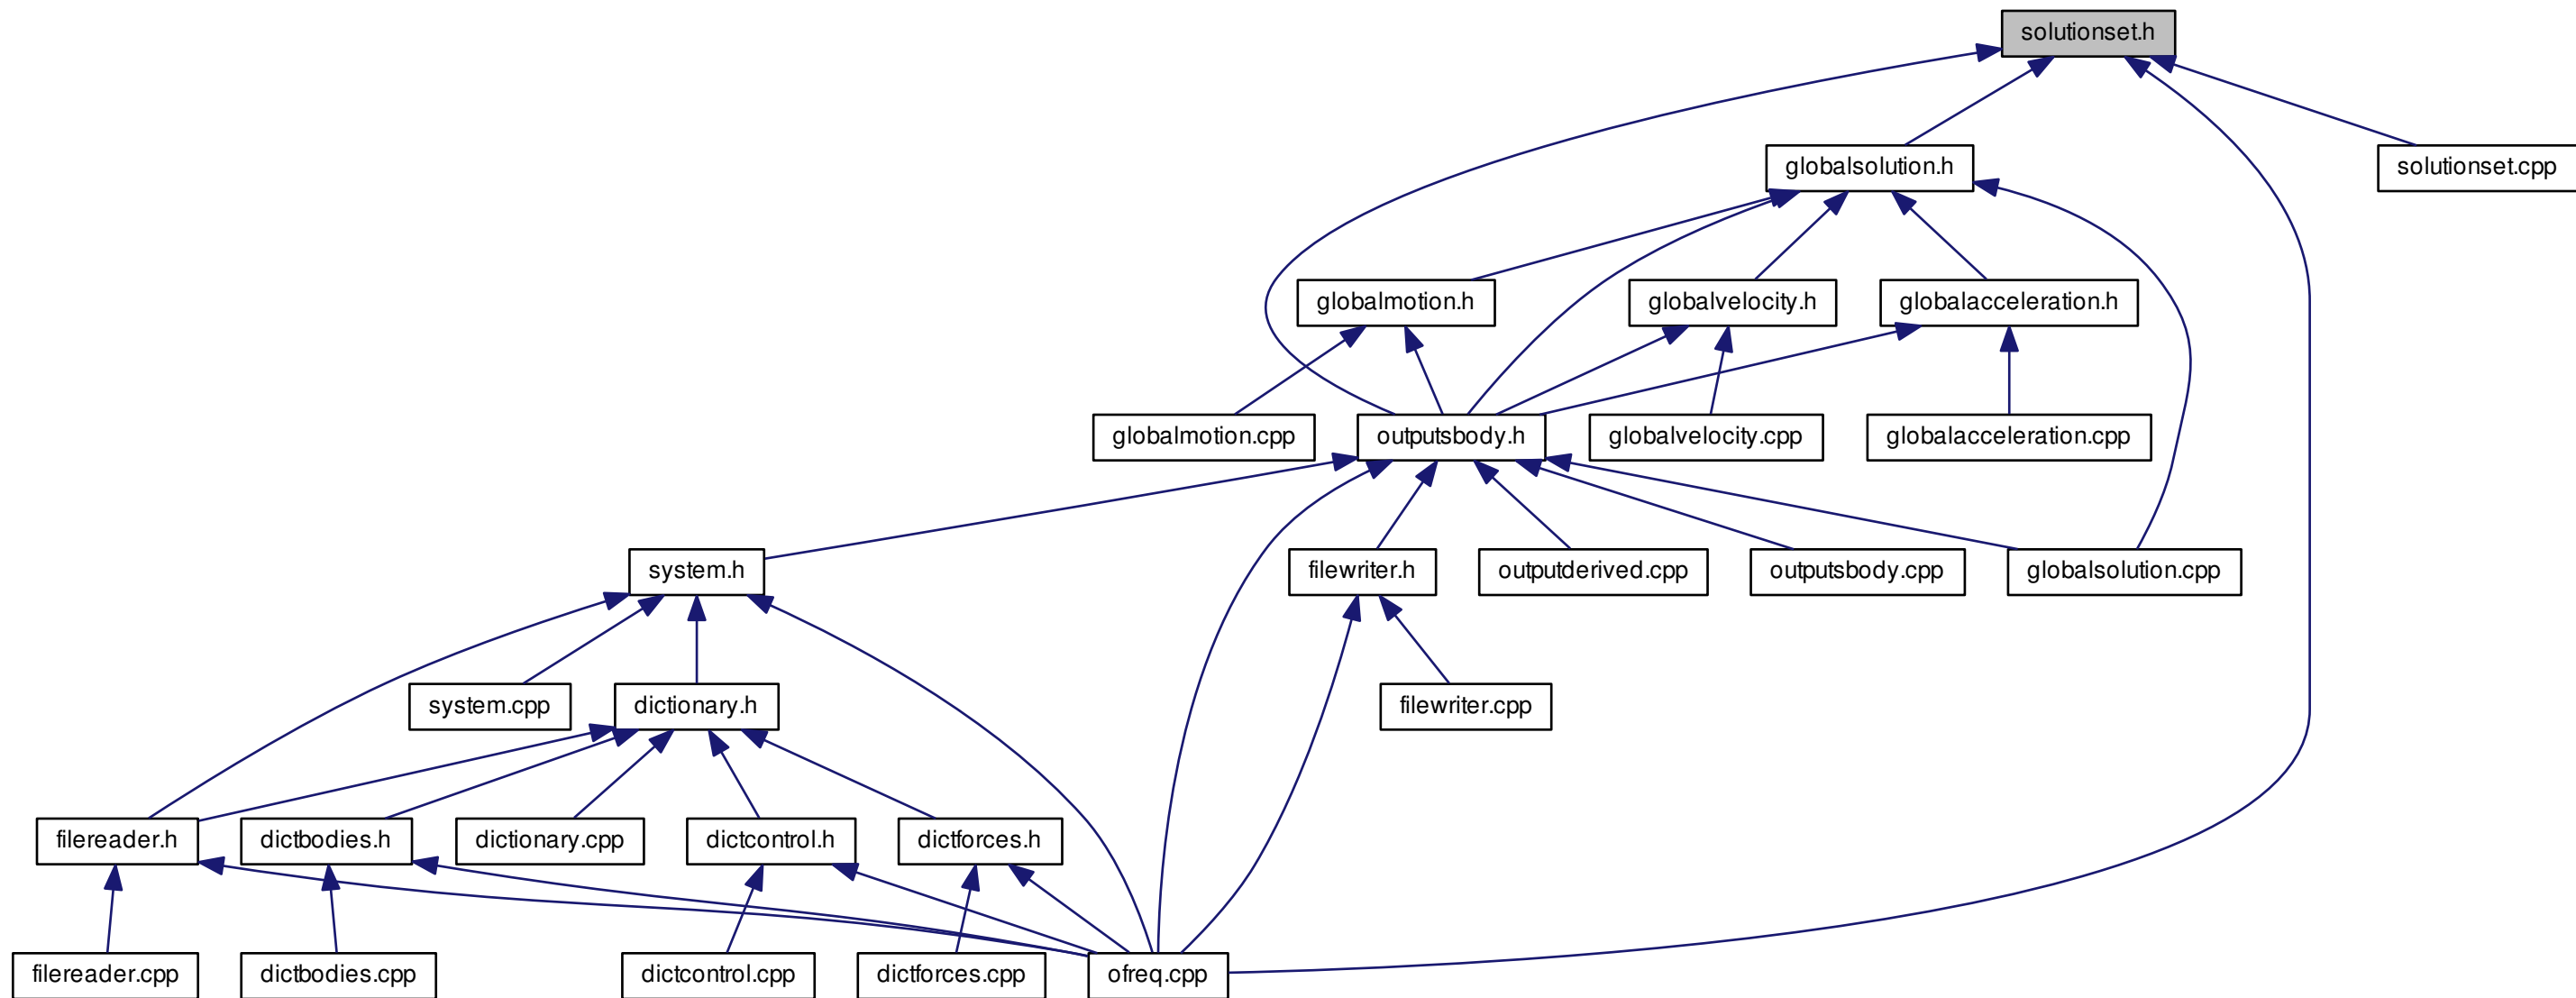 solutionset.h
globalsolution.h
solutionset.cpp
globalmotion.h
globalvelocity.h
globalacceleration.h
globalmotion.cpp
outputsbody.h
globalvelocity.cpp
globalacceleration.cpp
system.h
filewriter.h
outputderived.cpp
outputsbody.cpp
globalsolution.cpp
system.cpp
dictionary.h
filewriter.cpp
filereader.h
dictbodies.h
dictionary.cpp
dictcontrol.h
dictforces.h
filereader.cpp
dictbodies.cpp
dictcontrol.cpp
dictforces.cpp
ofreq.cpp